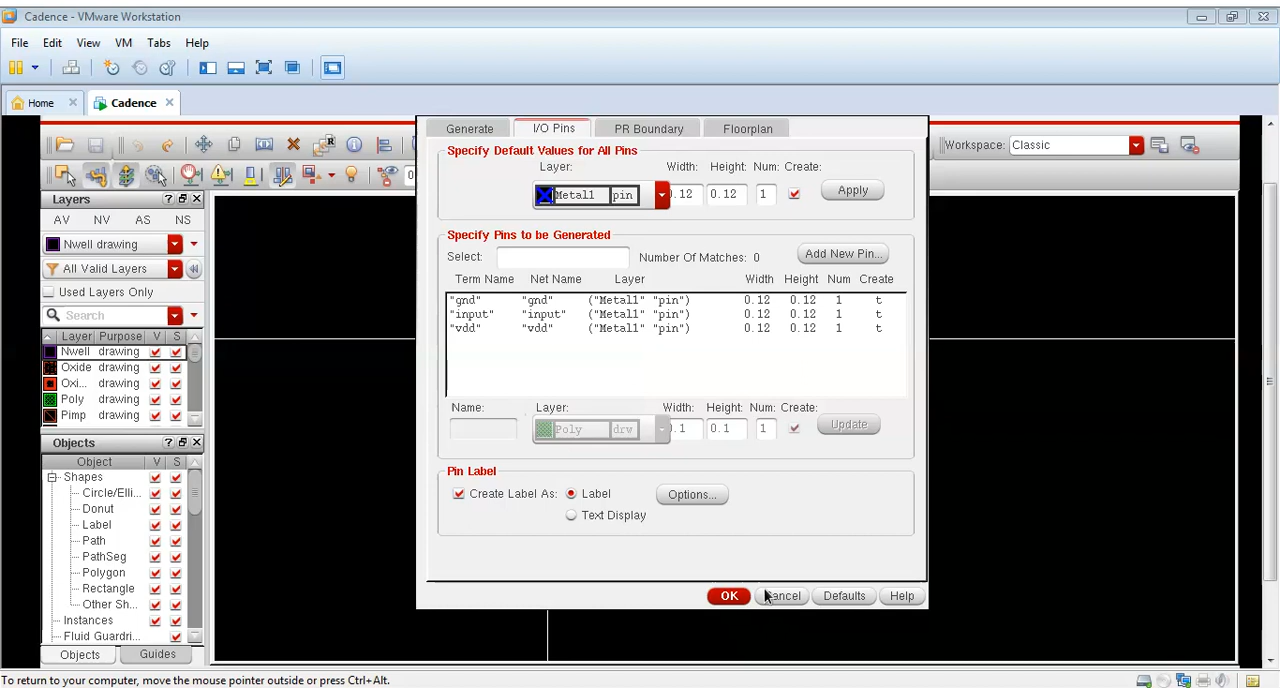 Cadence - VMware Workstation
File Edit View VM Tabs Help
Home Cadence
Workspace: Classic
Layers
AV NV AS NS
Nwell drawing
All Valid Layers
Used Layers Only
Search
Layer Purpose V S
Nwell drawing
Oxide drawing
Oxi... drawing
Poly drawing
Pimp drawing
Objects
Object V S
Shapes
Circle/Elli...
Donut
Label
Path
PathSeg
Polygon
Rectangle
Other Sh...
Instances
Fluid Guardri...
Objects Guides
Generate I/O Pins PR Boundary Floorplan
Specify Default Values for All Pins
Layer: Width: Height: Num: Create:
Metal1 pin .12 0.12 1 Apply
Specify Pins to be Generated
Select: Number Of Matches: 0 Add New Pin...
Term Name Net Name Layer Width Height Num Create
"gnd" "gnd" ("Metal1" "pin") 0.12 0.12 1 t
"input" "input" ("Metal1" "pin") 0.12 0.12 1 t
"vdd" "vdd" ("Metal1" "pin") 0.12 0.12 1 t
Name: Layer: Width: Height: Num: Create:
Poly drw .1 0.1 1 Update
Pin Label
Create Label As: Label Options...
Text Display
OK Cancel Defaults Help
To return to your computer, move the mouse pointer outside or press Ctrl+Alt.